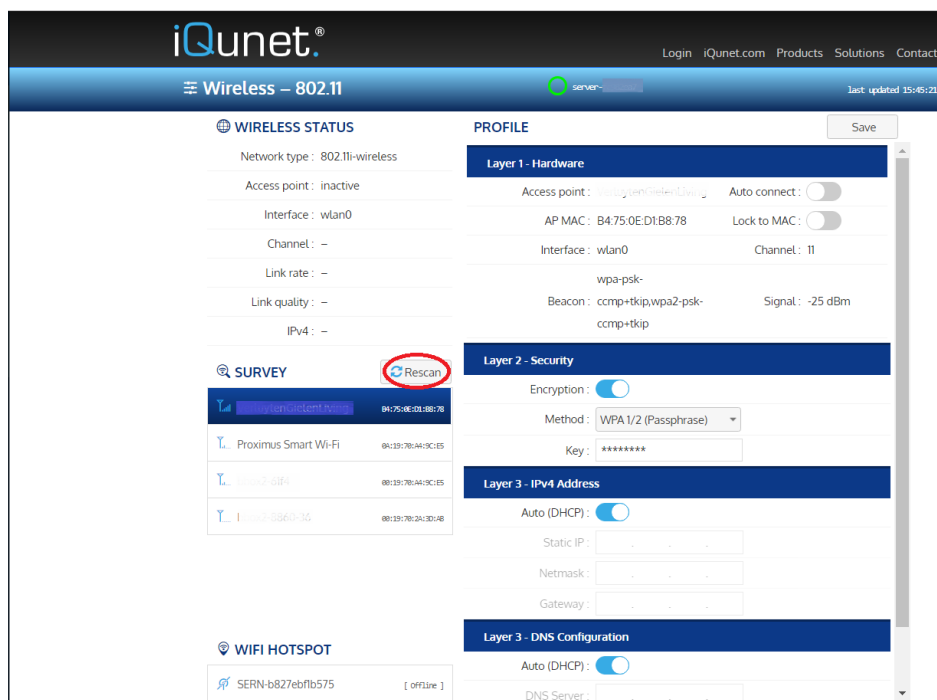 iQunet.®
Login iQunet.com Products Solutions Contact
Wireless – 802.11
server-
last updated 15:45:21
WIRELESS STATUS
Network type : 802.11i-wireless
Access point : inactive
Interface : wlan0
Channel : –
Link rate : –
Link quality : –
IPv4 : –
SURVEY
Rescan
B4:75:0E:D1:B8:78
Proximus Smart Wi-Fi 0A:19:70:A4:9C:E5
00:19:70:A4:9C:E5
00:19:70:2A:3D:A8
WIFI HOTSPOT
SERN-b827ebf1b575 [ Offline ]
PROFILE
Save
Layer 1 - Hardware
Access point : Auto connect :
AP MAC : B4:75:0E:D1:B8:78 Lock to MAC :
Interface : wlan0 Channel : 11
wpa-psk-
Beacon : ccmp+tkip,wpa2-psk- Signal : -25 dBm
ccmp+tkip
Layer 2 - Security
Encryption :
Method : WPA 1/2 (Passphrase)
Key : ********
Layer 3 - IPv4 Address
Auto (DHCP) :
Static IP : . . .
Netmask : . . .
Gateway : . . .
Layer 3 - DNS Configuration
Auto (DHCP) :
DNS Server : . . .